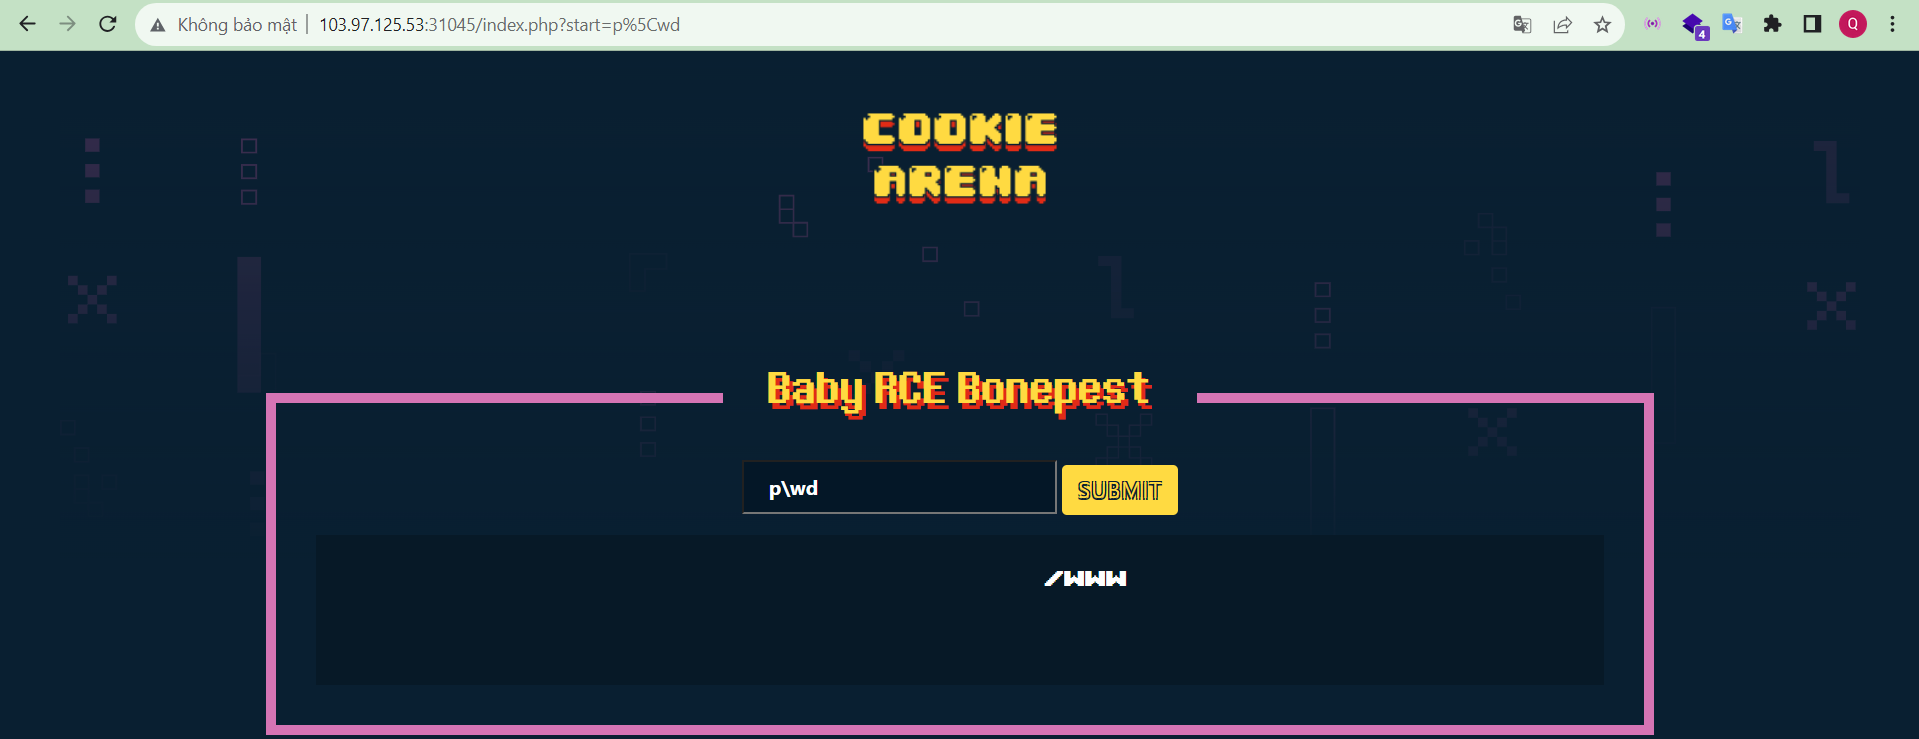 Không bảo mật
103.97.125.53:31045/index.php?start=p%5Cwd
4
Q
COOKIE
ARENA
Baby RCE Bonepest
p\wd
SUBMIT
/www